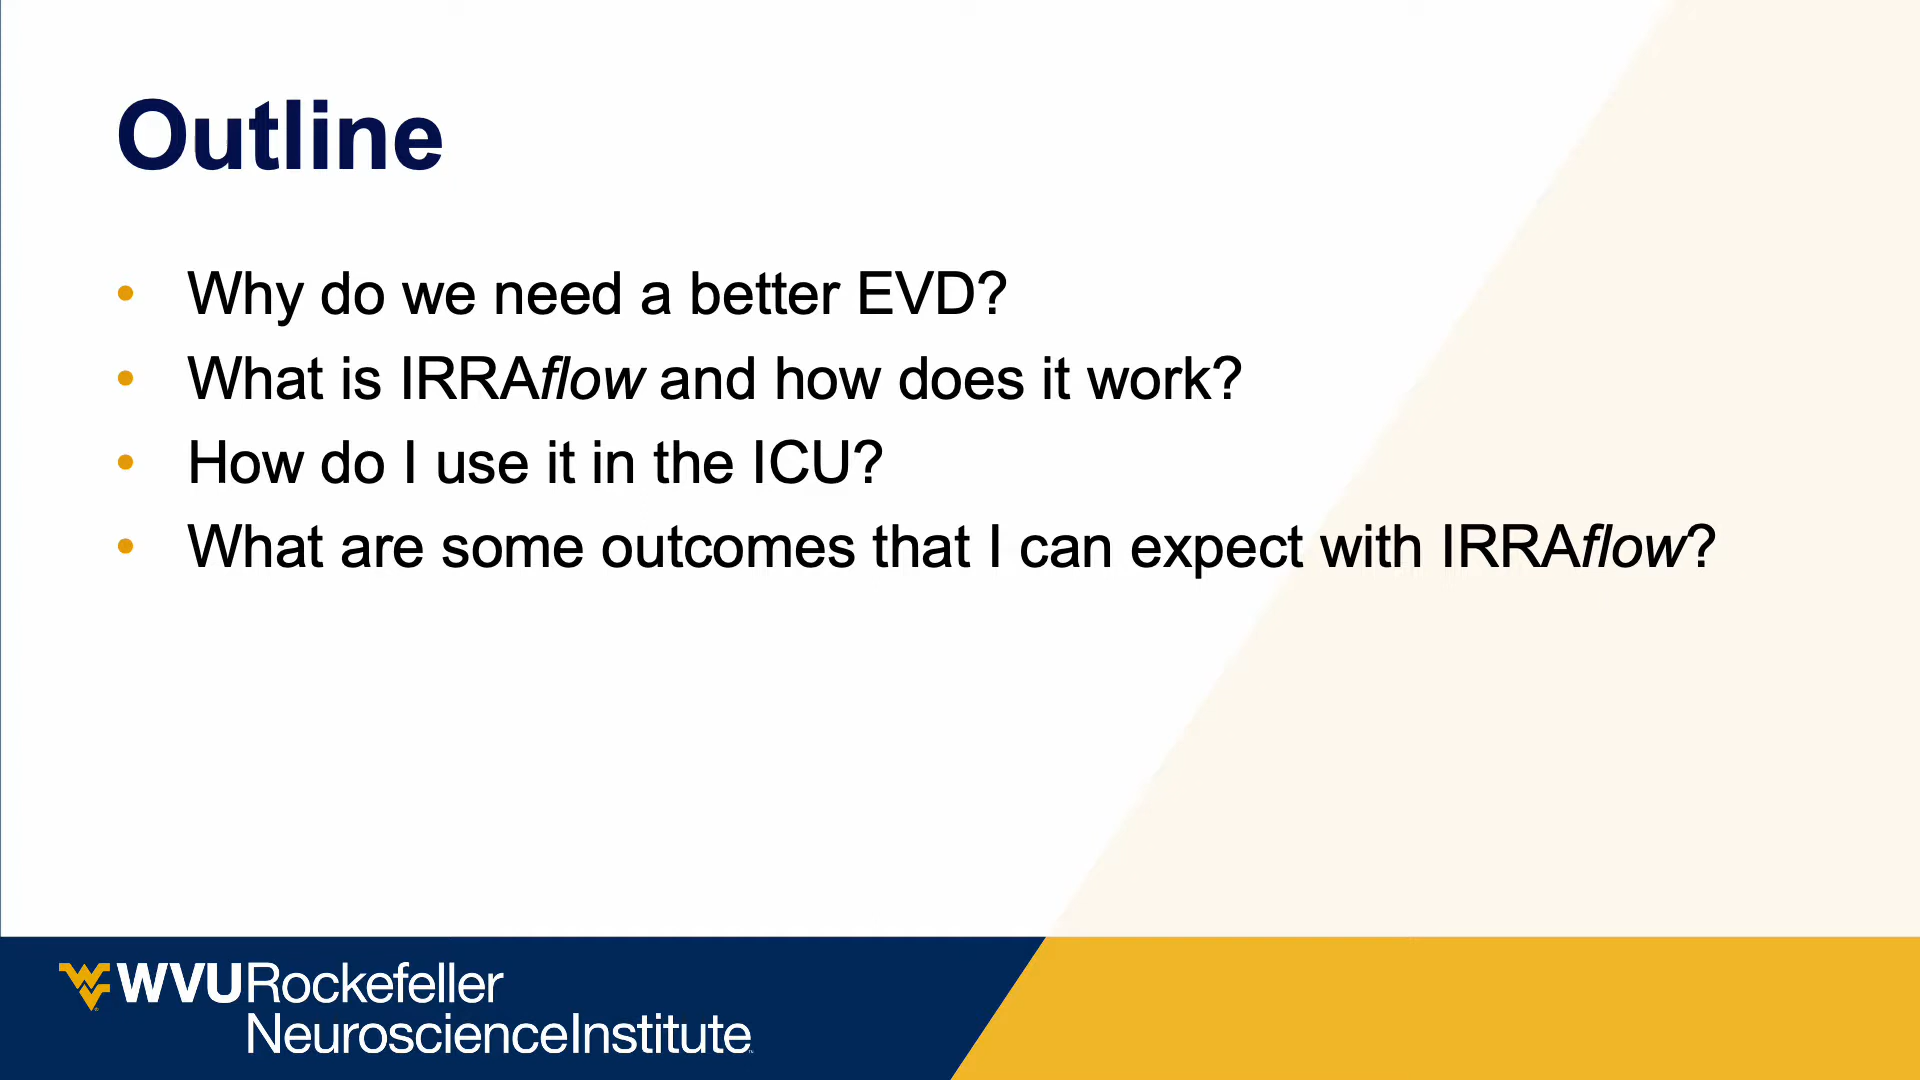 Outline
• Why do we need a better EVD?
• What is IRRAflow and how does it work?
• How do I use it in the ICU?
• What are some outcomes that I can expect with IRRAflow?
WVURockefeller
NeuroscienceInstitute